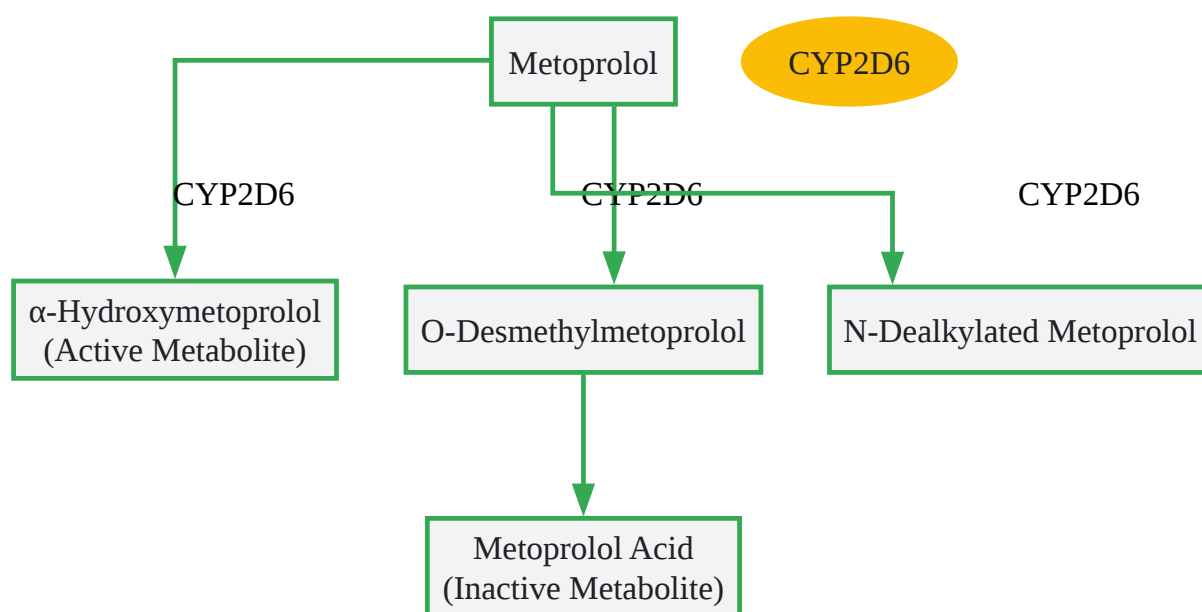 Metoprolol
CYP2D6
CYP2D6
CYP2D6
CYP2D6
α-Hydroxymetoprolol
(Active Metabolite)
O-Desmethylmetoprolol
N-Dealkylated Metoprolol
Metoprolol Acid
(Inactive Metabolite)